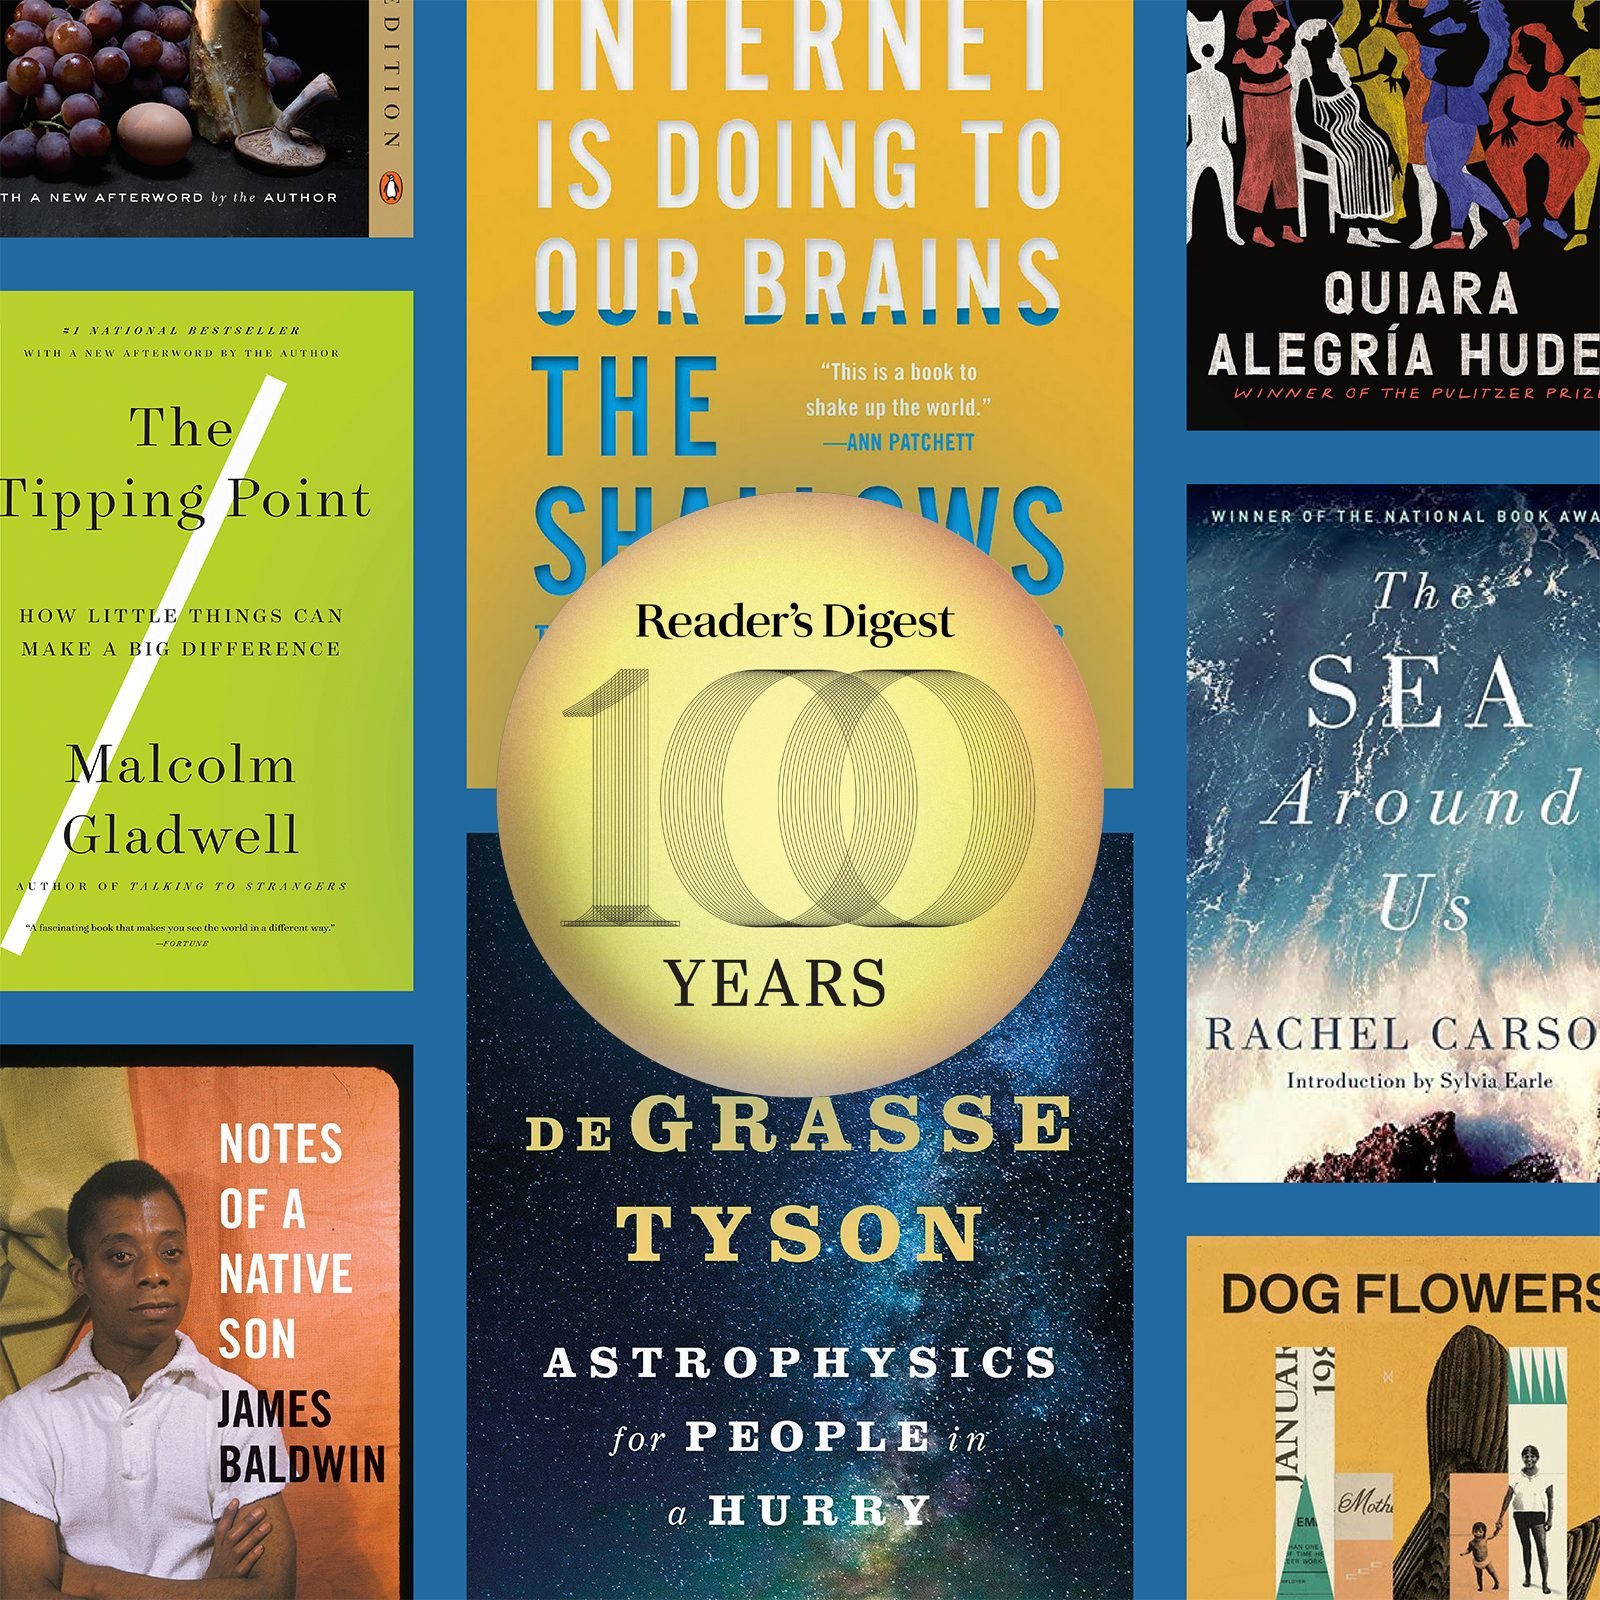 EDITION
TH A NEW AFTERWORD by the AUTHOR
#1 NATIONAL BESTSELLER
WITH A NEW AFTERWORD BY THE AUTHOR
The
Tipping Point
HOW LITTLE THINGS CAN
MAKE A BIG DIFFERENCE
Malcolm
Gladwell
AUTHOR OF TALKING TO STRANGERS
"A fascinating book that makes you see the world in a different way."
—FORTUNE
NOTES
OF A
NATIVE
SON
JAMES
BALDWIN
INTERNET
IS DOING TO
OUR BRAINS
THE
SHALLOWS
“This is a book to
shake up the world.”
—ANN PATCHETT
Reader's Digest
100
YEARS
DEGRASSE
TYSON
ASTROPHYSICS
for PEOPLE in
a HURRY
QUIARA
ALEGRÍA HUDE
WINNER OF THE PULITZER PRIZ
WINNER OF THE NATIONAL BOOK AWA
The
SEA
Around
Us
RACHEL CARSO
Introduction by Sylvia Earle
DOG FLOWERS
JANUAR
198
Moth
EM